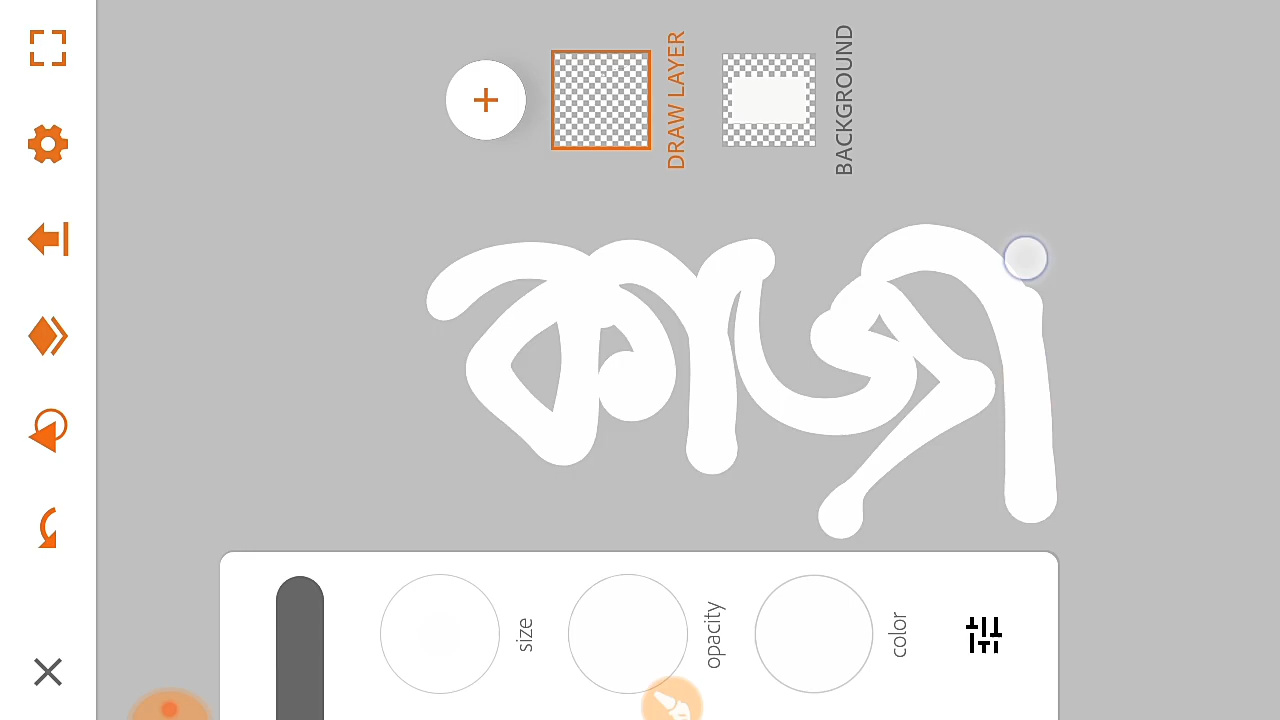 DRAW LAYER
BACKGROUND
কাজী
size
opacity
color